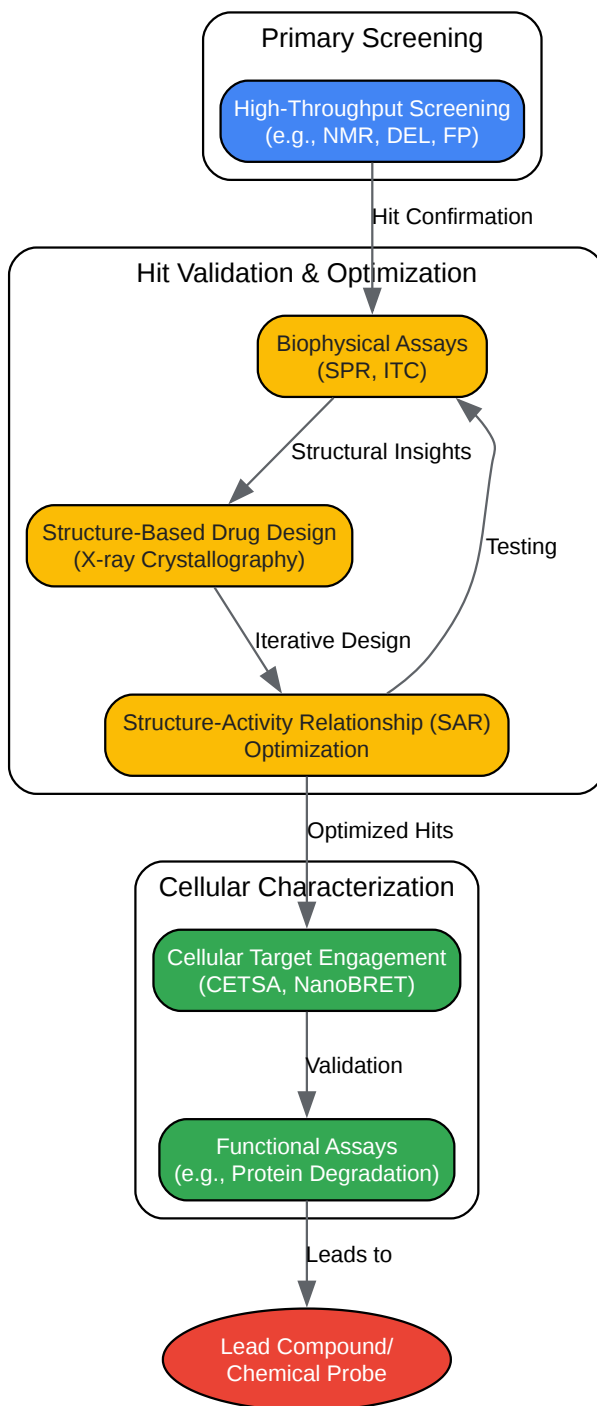 Primary Screening
High-Throughput Screening
(e.g., NMR, DEL, FP)
Hit Confirmation
Hit Validation & Optimization
Biophysical Assays
(SPR, ITC)
Structural Insights
Structure-Based Drug Design
(X-ray Crystallography)
Testing
Iterative Design
Structure-Activity Relationship (SAR)
Optimization
Optimized Hits
Cellular Characterization
Cellular Target Engagement
(CETSA, NanoBRET)
Validation
Functional Assays
(e.g., Protein Degradation)
Leads to
Lead Compound/
Chemical Probe